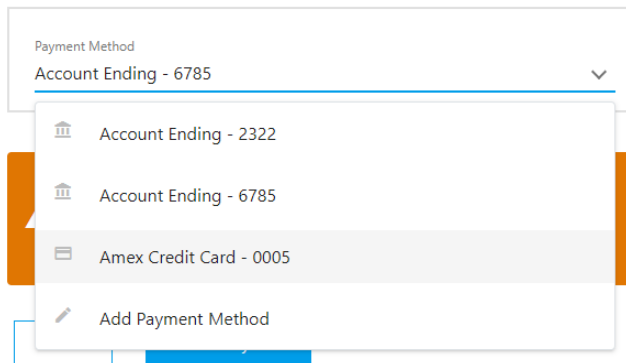 Payment Method
Account Ending - 6785
Account Ending - 2322
Account Ending - 6785
Amex Credit Card - 0005
Add Payment Method